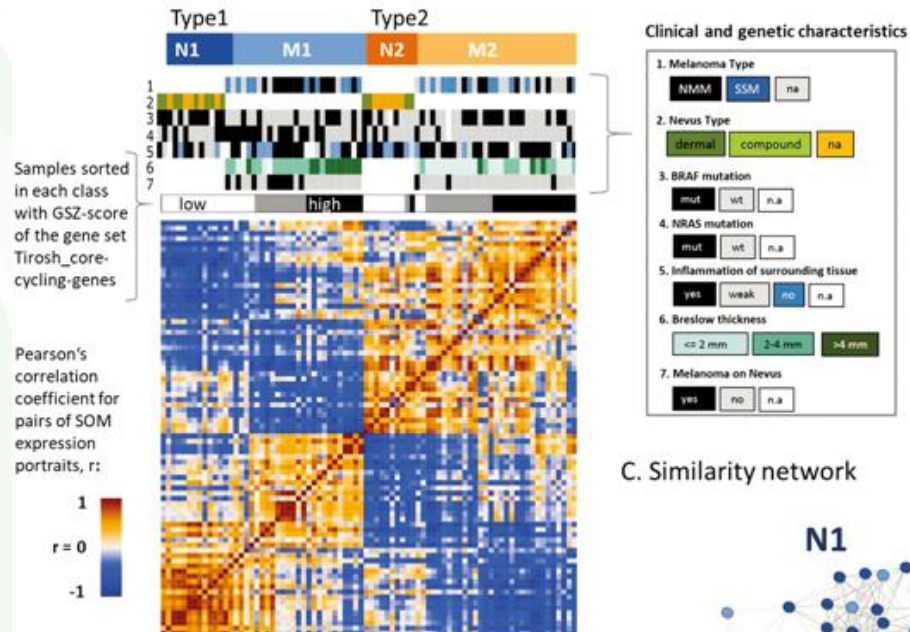 Type1 Type2
N1 M1 N2 M2
1
2
3
4
5
6
7
low high
Samples sorted
in each class
with GSZ-score
of the gene set
Tirosh_core-
cycling-genes
Pearson's
correlation
coefficient for
pairs of SOM
expression
portraits, r:
1
r = 0
-1
Clinical and genetic characteristics
1. Melanoma Type
NMM SSM na
2. Nevus Type
dermal compound na
3. BRAF mutation
mut wt n.a
4. NRAS mutation
mut wt n.a
5. Inflammation of surrounding tissue
yes weak no n.a
6. Breslow thickness
<= 2 mm 2-4 mm >4 mm
7. Melanoma on Nevus
yes no n.a
C. Similarity network
N1